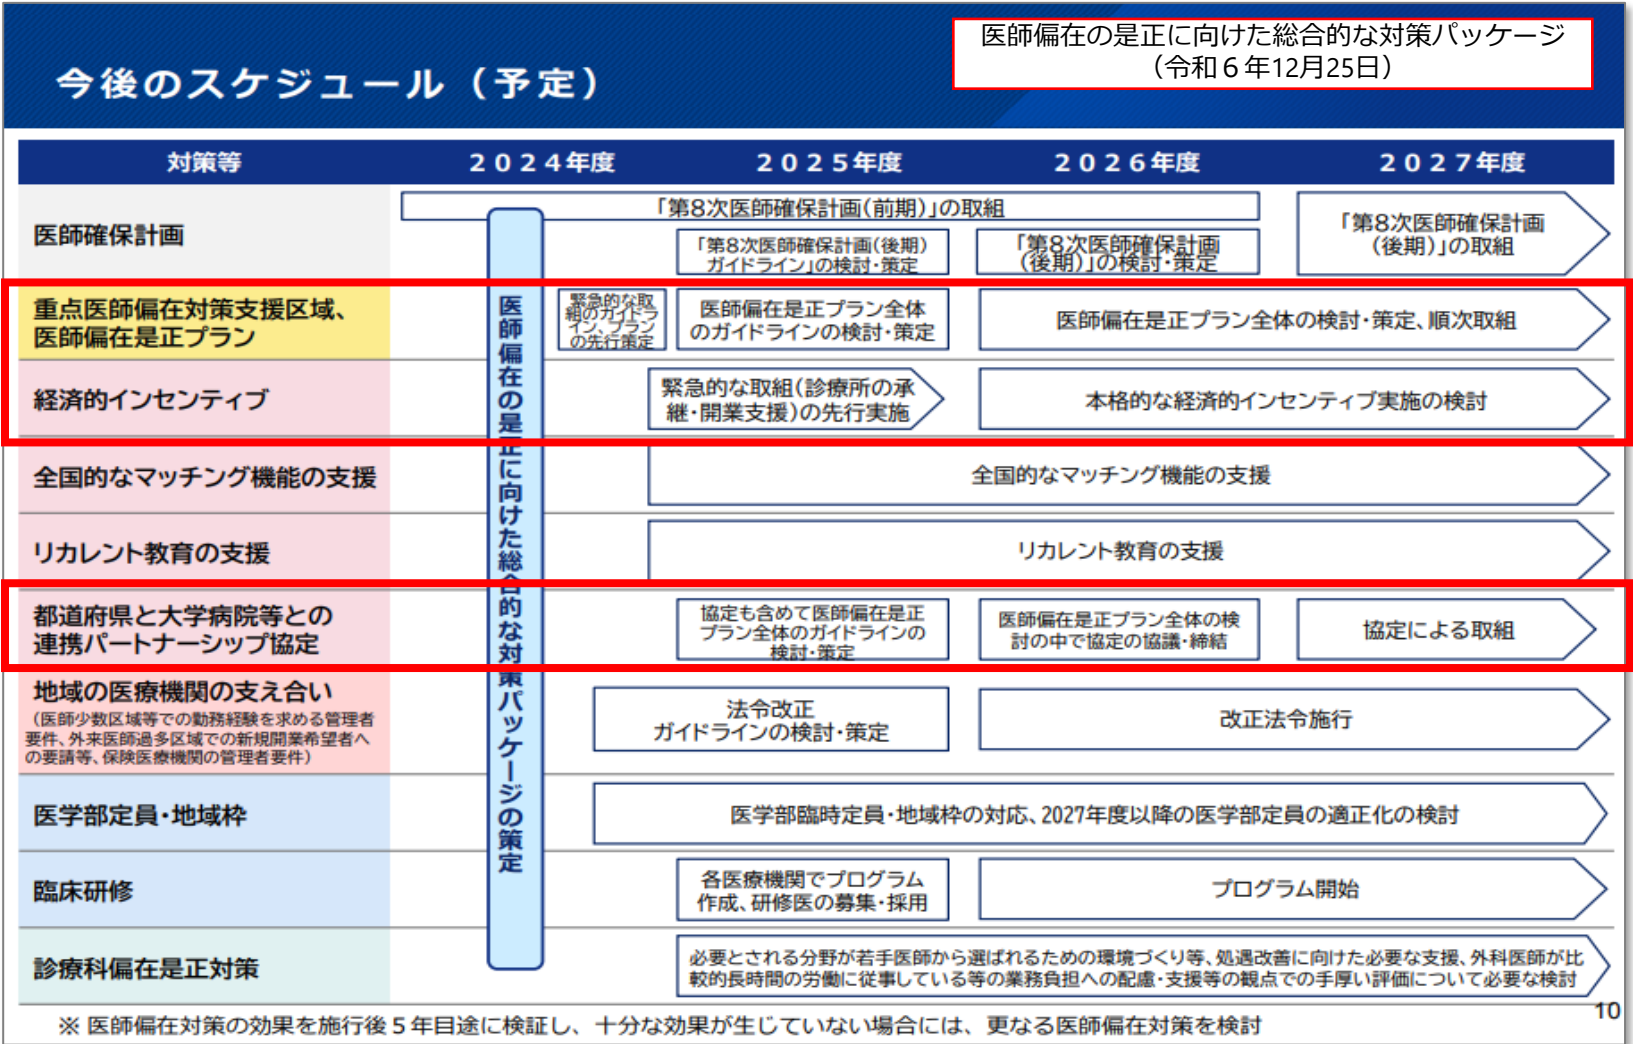 医師偏在の是正に向けた総合的な対策パッケージ
（令和６年12月25日）
今後のスケジュール（予定）
対策等
２０２４年度
２０２５年度
２０２６年度
２０２７年度
医師確保計画
「第8次医師確保計画(前期)」の取組
「第8次医師確保計画(後期)
ガイドライン」の検討・策定
「第8次医師確保計画
(後期)」の検討・策定
「第8次医師確保計画
(後期)」の取組
医師偏在の是正に向けた総合的な対策パッケージの策定
重点医師偏在対策支援区域、
医師偏在是正プラン
緊急的な取
組のガイドラ
イン、プラン
の先行策定
医師偏在是正プラン全体
のガイドラインの検討・策定
医師偏在是正プラン全体の検討・策定、順次取組
経済的インセンティブ
緊急的な取組(診療所の承
継・開業支援)の先行実施
本格的な経済的インセンティブ実施の検討
全国的なマッチング機能の支援
全国的なマッチング機能の支援
リカレント教育の支援
リカレント教育の支援
都道府県と大学病院等との
連携パートナーシップ協定
協定も含めて医師偏在是正
プラン全体のガイドラインの
検討・策定
医師偏在是正プラン全体の検
討の中で協定の協議・締結
協定による取組
地域の医療機関の支え合い
（医師少数区域等での勤務経験を求める管理者
要件、外来医師過多区域での新規開業希望者へ
の要請等、保険医療機関の管理者要件）
法令改正
ガイドラインの検討・策定
改正法令施行
医学部定員・地域枠
医学部臨時定員・地域枠の対応、2027年度以降の医学部定員の適正化の検討
臨床研修
各医療機関でプログラム
作成、研修医の募集・採用
プログラム開始
診療科偏在是正対策
必要とされる分野が若手医師から選ばれるための環境づくり等、処遇改善に向けた必要な支援、外科医師が比
較的長時間の労働に従事している等の業務負担への配慮・支援等の観点での手厚い評価について必要な検討
10
※ 医師偏在対策の効果を施行後５年目途に検証し、十分な効果が生じていない場合には、更なる医師偏在対策を検討